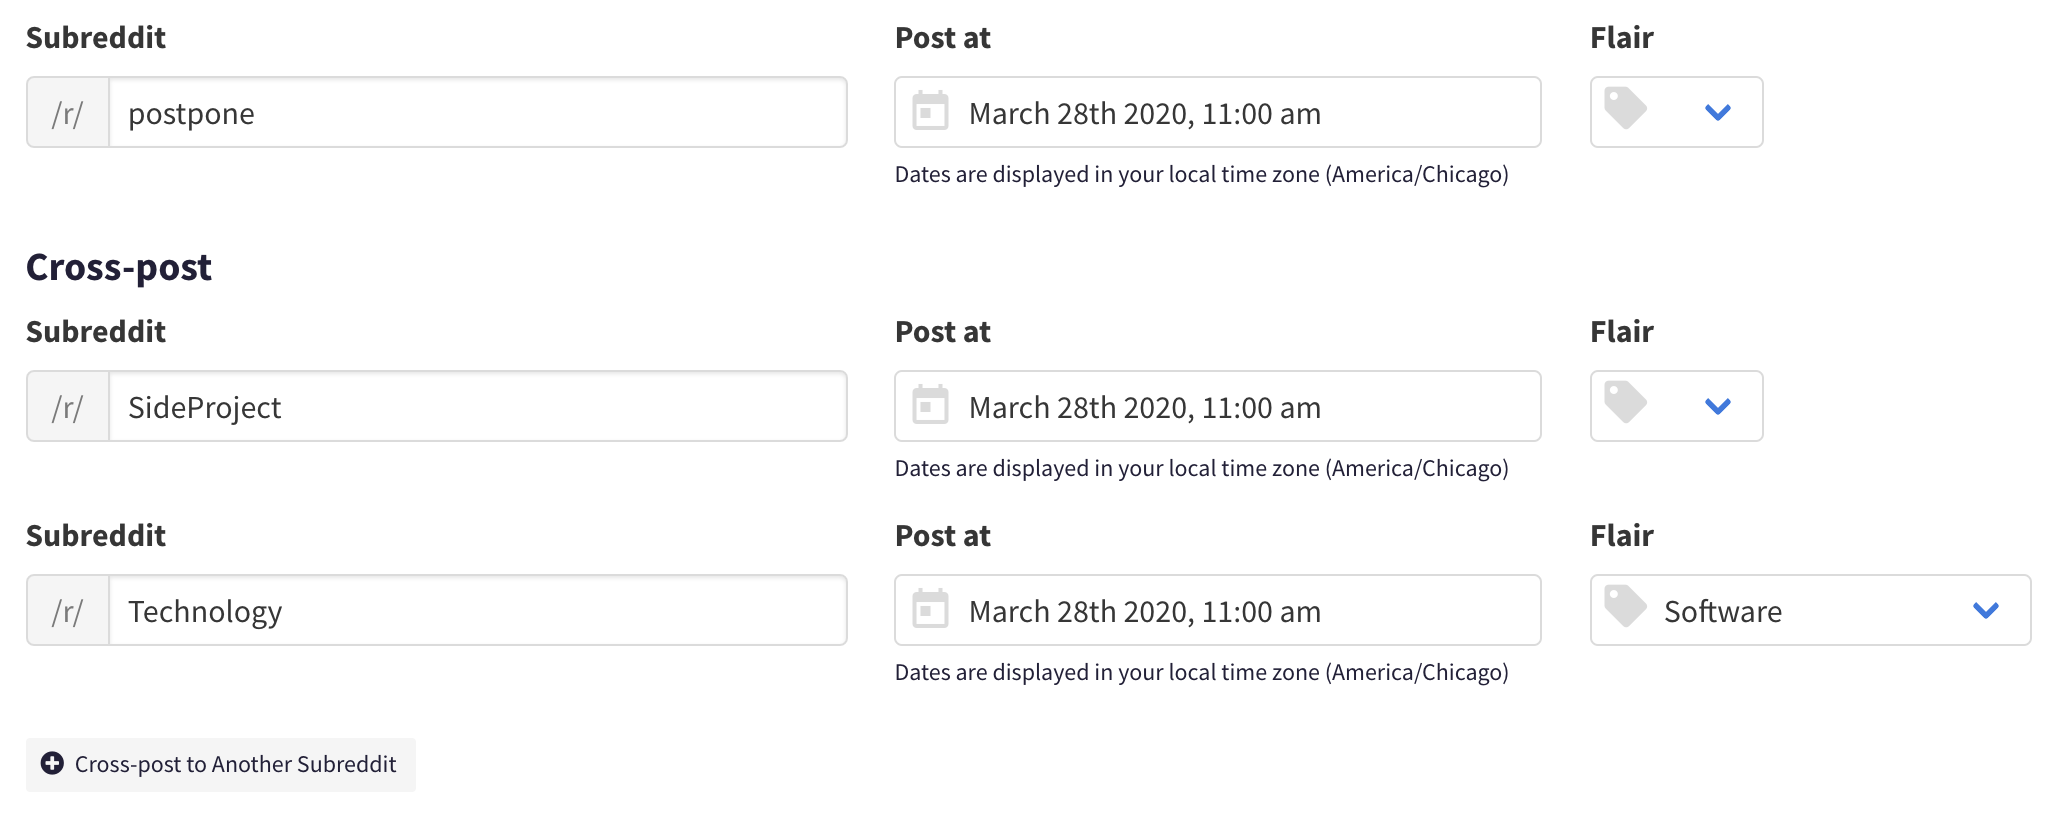 Subreddit Post at Flair
/r/ postpone March 28th 2020, 11:00 am
Dates are displayed in your local time zone (America/Chicago)
Cross-post
Subreddit Post at Flair
/r/ SideProject March 28th 2020, 11:00 am
Dates are displayed in your local time zone (America/Chicago)
Subreddit Post at Flair
/r/ Technology March 28th 2020, 11:00 am Software
Dates are displayed in your local time zone (America/Chicago)
Cross-post to Another Subreddit